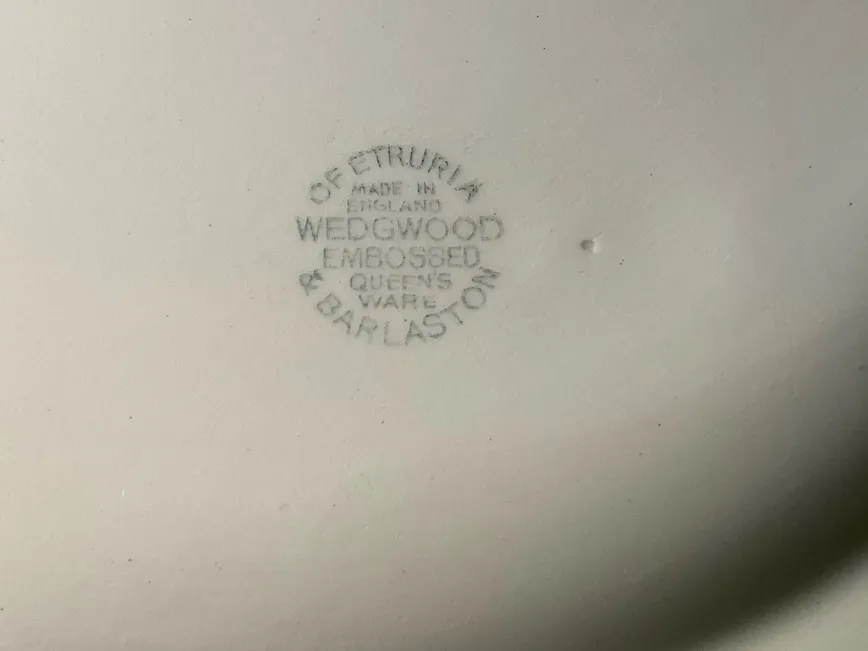 OF ETRURIA
MADE IN
ENGLAND
WEDGWOOD
EMBOSSED
QUEEN'S
WARE
& BARLASTON